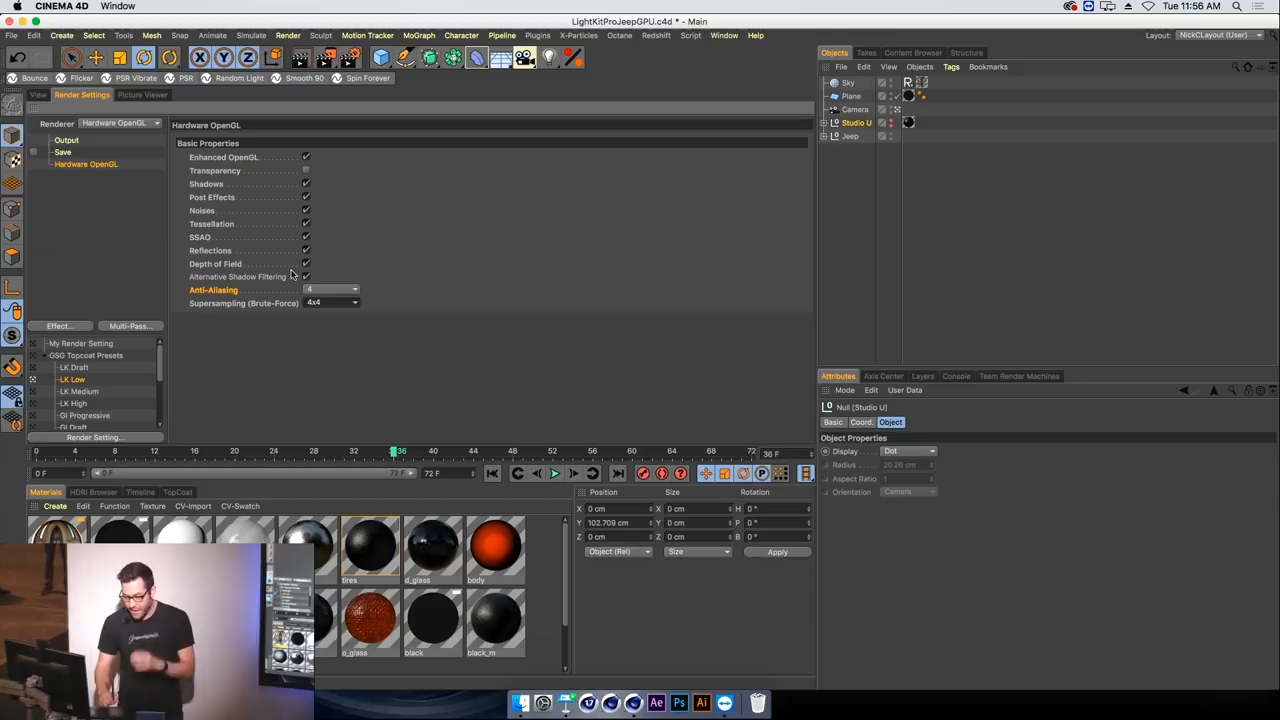 CINEMA 4D Window Tue 11:56 AM
LightKitProJeepGPU.c4d * - Main
File Edit Create Select Tools Mesh Snap Animate Simulate Render Sculpt Motion Tracker MoGraph Character Pipeline Plugins X-Particles Octane Redshift Script Window Help Layout: NickCLayout (User)
Objects Takes Content Browser Structure
File Edit View Objects Tags Bookmarks
Bounce Flicker PSR Vibrate PSR Random Light Smooth 90 Spin Forever
Sky
Plane
Camera
Studio U
Jeep
View Render Settings Picture Viewer
Renderer Hardware OpenGL
Output
Save
Hardware OpenGL
Hardware OpenGL
Basic Properties
Enhanced OpenGL
Transparency
Shadows
Post Effects
Noises
Tessellation
SSAO
Reflections
Depth of Field
Alternative Shadow Filtering
Anti-Aliasing 4
Supersampling (Brute-Force) 4x4
Effect... Multi-Pass...
My Render Setting
GSG Topcoat Presets
LK Draft
LK Low
LK Medium
LK High
GI Progressive
GI Draft
Render Setting...
Attributes Axis Center Layers Console Team Render Machines
Mode Edit User Data
Null [Studio U]
Basic Coord. Object
Object Properties
Display Dot
Radius 20.26 cm
Aspect Ratio 1
Orientation Camera
0 4 8 12 16 20 24 28 32 36 40 44 48 52 56 60 64 68 72 36 F
0 F 0 F 72 F 72 F
Materials HDRI Browser Timeline TopCoat
Create Edit Function Texture CV-Import CV-Swatch
tires d_glass body
o_glass black black_m
Position Size Rotation
X 0 cm X 0 cm H 0 °
Y 102.709 cm Y 0 cm P 0 °
Z 0 cm Z 0 cm B 0 °
Object (Rel) Size Apply
Ae Ps Ai